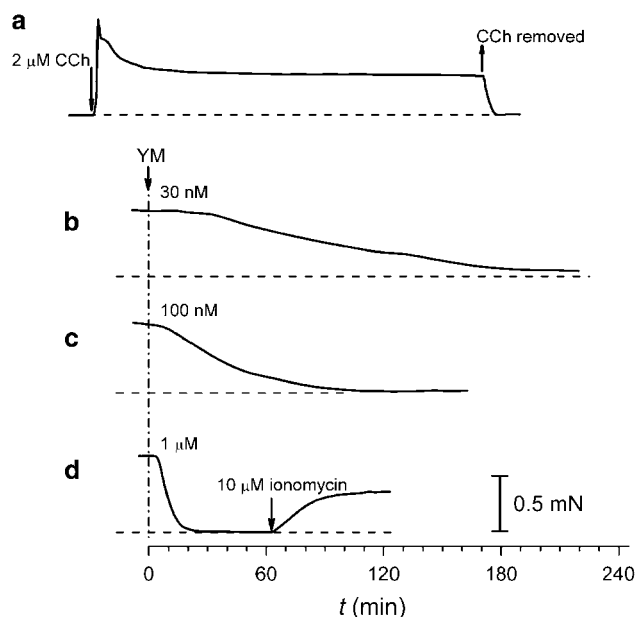 a
2 μM CCh
CCh removed
YM
30 nM
b
100 nM
c
1 μM
d
10 μM ionomycin
0.5 mN
0 60 120 180 240
t (min)